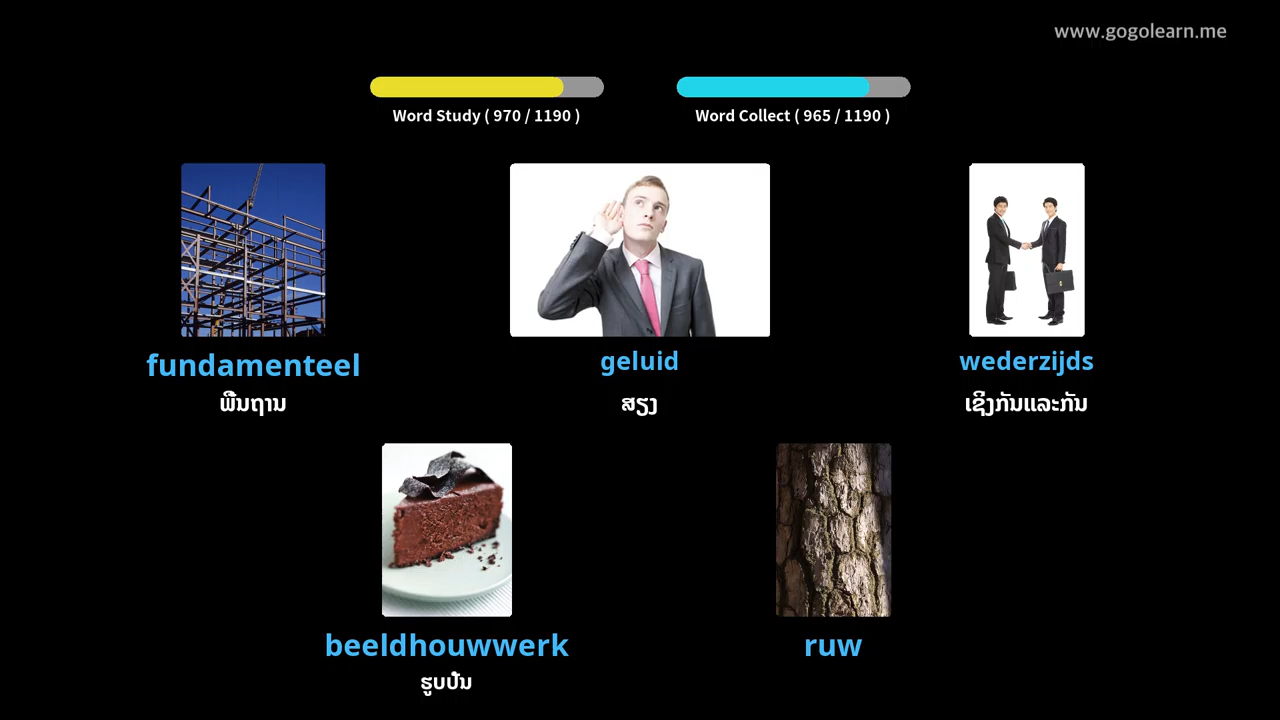 www.gogolearn.me
Word Study ( 970 / 1190 )
Word Collect ( 965 / 1190 )
fundamenteel
geluid
wederzijds
ພື້ນຖານ
ສຽງ
ເຊິ່ງກັນແລະກັນ
beeldhouwwerk
ruw
ຮູບປັ້ນ